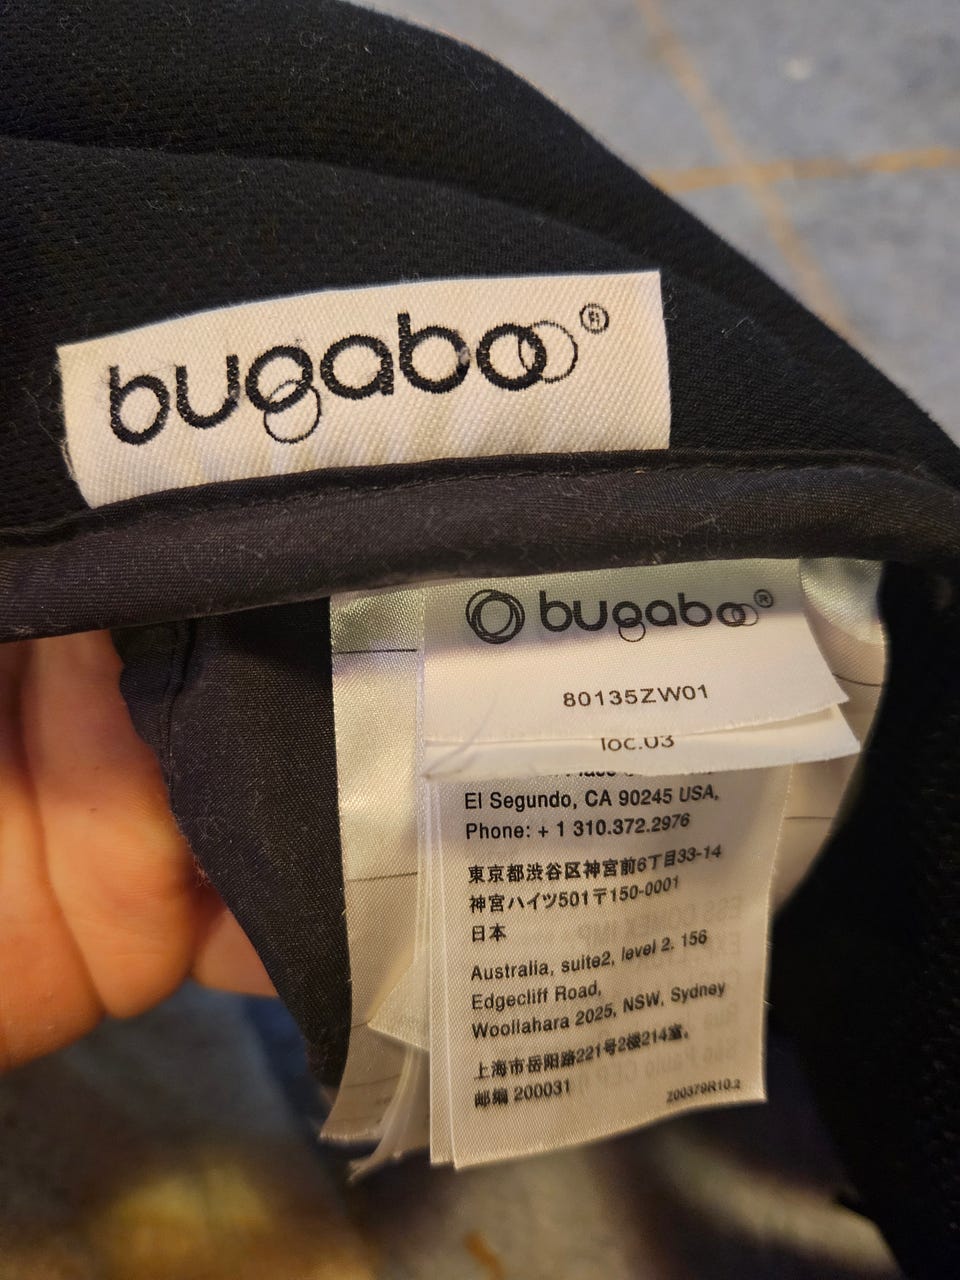 bugaboo®
bugaboo®
80135ZW01
loc.03
El Segundo, CA 90245 USA,
Phone: + 1 310.372.2976
東京都渋谷区神宮前6丁目33-14
神宮ハイツ501〒150-0001
日本
Australia, suite2, level 2. 156
Edgecliff Road,
Woollahara 2025, NSW, Sydney
上海市岳阳路221号2楼214室。
邮编 200031
Z00379R10.2